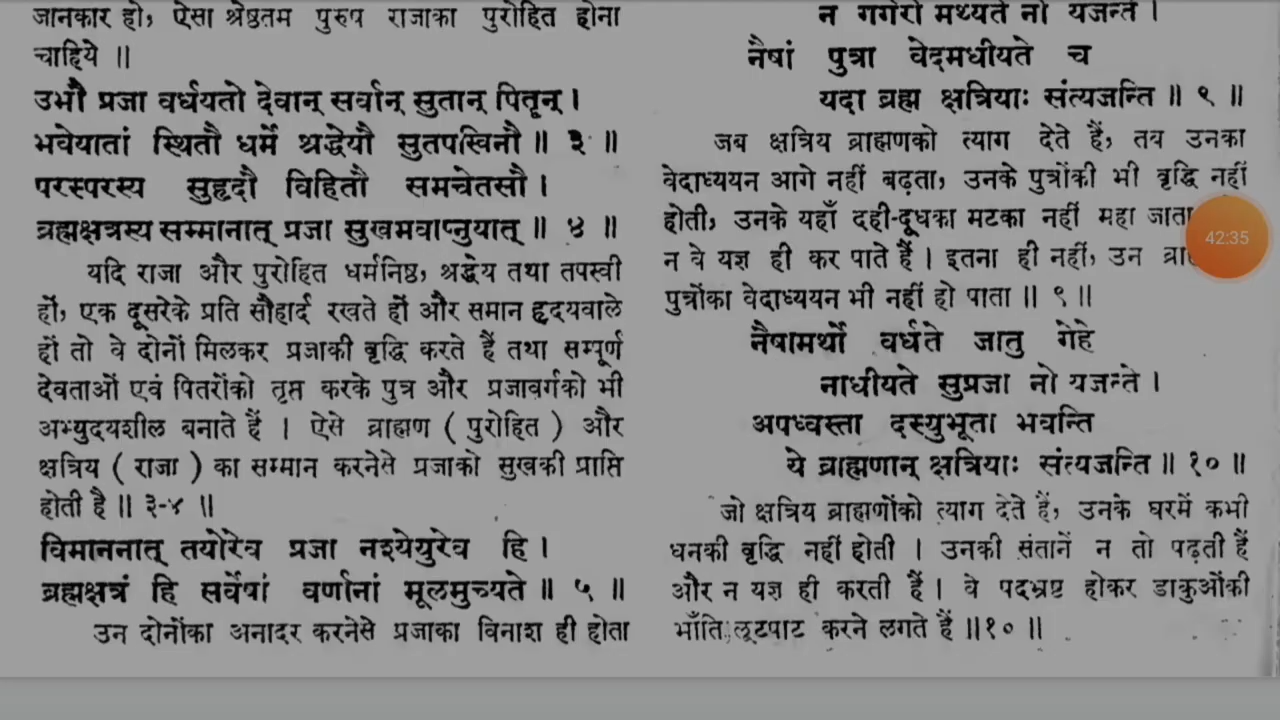 जानकार हो, ऐसा श्रेष्ठतम पुरुष राजाका पुरोहित होना
चाहिये ॥
उभौ प्रजा वर्धयतो देवान् सर्वान् सुतान् पितॄन् ।
भवेयातां स्थितौ धर्मे श्रद्धेयौ सुतपस्विनौ ॥ ३ ॥
परस्परस्य सुहृदौ विहितौ समचेतसौ ।
ब्रह्मक्षत्रस्य सम्मानात् प्रजा सुखमवाप्नुयात् ॥ ४ ॥
यदि राजा और पुरोहित धर्मनिष्ठ, श्रद्धेय तथा तपस्वी
हों, एक दूसरेके प्रति सौहार्द रखते हों और समान हृदयवाले
हों तो वे दोनों मिलकर प्रजाकी वृद्धि करते हैं तथा सम्पूर्ण
देवताओं एवं पितरोंको तृप्त करके पुत्र और प्रजावर्गको भी
अभ्युदयशील बनाते हैं । ऐसे ब्राह्मण ( पुरोहित ) और
क्षत्रिय ( राजा ) का सम्मान करनेसे प्रजाको सुखकी प्राप्ति
होती है ॥ ३-४ ॥
विमाननात् तयोरेव प्रजा नश्येयुरेव हि ।
ब्रह्मक्षत्रं हि सर्वेषां वर्णानां मूलमुच्यते ॥ ५ ॥
उन दोनोंका अनादर करनेसे प्रजाका विनाश ही होता
न गर्गरो मथ्यते नो यजन्ते ।
नैषां पुत्रा वेदमधीयते च
यदा ब्रह्म क्षत्रियाः संत्यजन्ति ॥ ९ ॥
जब क्षत्रिय ब्राह्मणको त्याग देते हैं, तब उनका
वेदाध्ययन आगे नहीं बढ़ता, उनके पुत्रोंकी भी वृद्धि नहीं
होती, उनके यहाँ दही-दूधका मटका नहीं महा जाता
42:35
न वे यज्ञ ही कर पाते हैं । इतना ही नहीं, उन
पुत्रोंका वेदाध्ययन भी नहीं हो पाता ॥ ९ ॥
नैषामर्थो वर्धते जातु गेहे
नाधीयते सुप्रजा नो यजन्ते ।
अपध्वस्ता दस्युभूता भवन्ति
ये ब्राह्मणान् क्षत्रियाः संत्यजन्ति ॥ १० ॥
जो क्षत्रिय ब्राह्मणोंको त्याग देते हैं, उनके घरमें कभी
धनकी वृद्धि नहीं होती । उनकी संतानें न तो पढ़ती हैं
और न यज्ञ ही करती हैं । वे पदभ्रष्ट होकर डाकुओंकी
भाँति लूटपाट करने लगते हैं ॥१० ॥